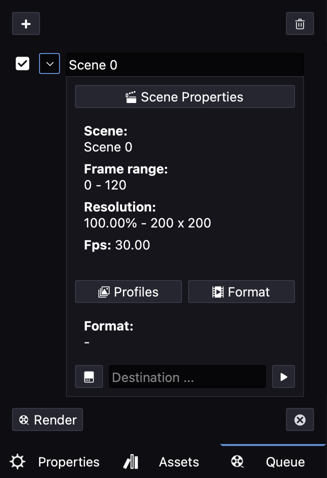 Scene 0
Scene Properties
Scene:
Scene 0
Frame range:
0 - 120
Resolution:
100.00% - 200 x 200
Fps: 30.00
Profiles
Format
Format:
-
Destination ...
Render
Properties
Assets
Queue